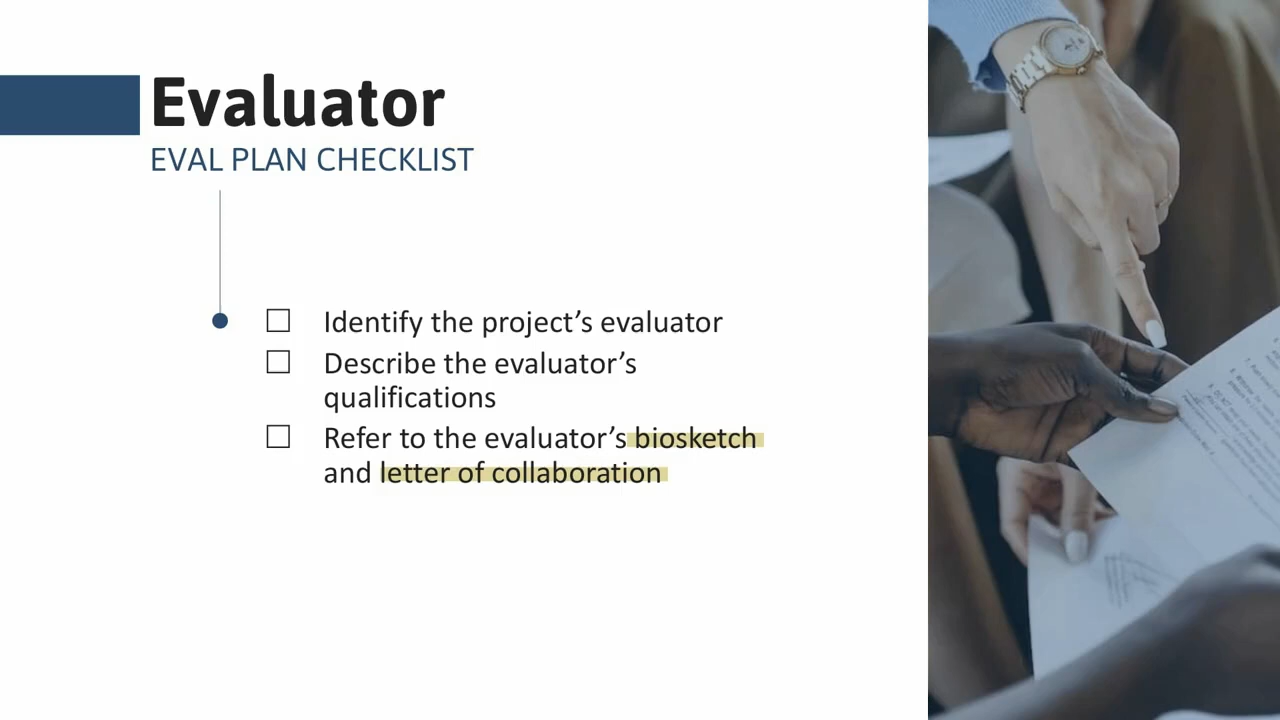 Evaluator
EVAL PLAN CHECKLIST
☐ Identify the project’s evaluator
☐ Describe the evaluator’s
qualifications
☐ Refer to the evaluator’s biosketch
and letter of collaboration